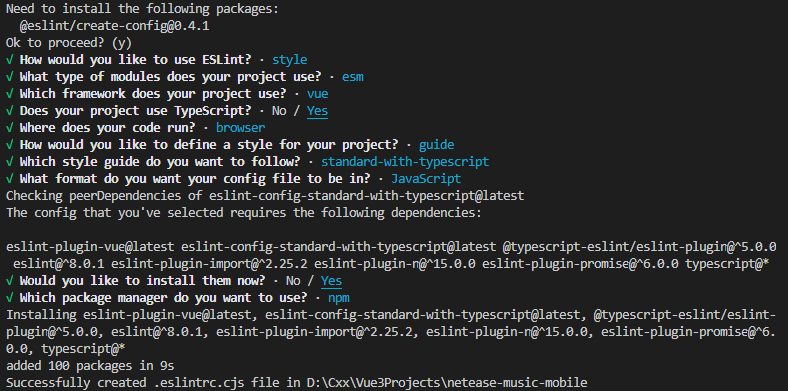 Need to install the following packages:
  @eslint/create-config@0.4.1
Ok to proceed? (y)
√ How would you like to use ESLint? · style
√ What type of modules does your project use? · esm
√ Which framework does your project use? · vue
√ Does your project use TypeScript? · No / Yes
√ Where does your code run? · browser
√ How would you like to define a style for your project? · guide
√ Which style guide do you want to follow? · standard-with-typescript
√ What format do you want your config file to be in? · JavaScript
Checking peerDependencies of eslint-config-standard-with-typescript@latest
The config that you've selected requires the following dependencies:

eslint-plugin-vue@latest eslint-config-standard-with-typescript@latest @typescript-eslint/eslint-plugin@^5.0.0
 eslint@^8.0.1 eslint-plugin-import@^2.25.2 eslint-plugin-n@^15.0.0 eslint-plugin-promise@^6.0.0 typescript@*
√ Would you like to install them now? · No / Yes
√ Which package manager do you want to use? · npm
Installing eslint-plugin-vue@latest, eslint-config-standard-with-typescript@latest, @typescript-eslint/eslint-
plugin@^5.0.0, eslint@^8.0.1, eslint-plugin-import@^2.25.2, eslint-plugin-n@^15.0.0, eslint-plugin-promise@^6.
0.0, typescript@*
added 100 packages in 9s
Successfully created .eslintrc.cjs file in D:\Cxx\Vue3Projects\netease-music-mobile